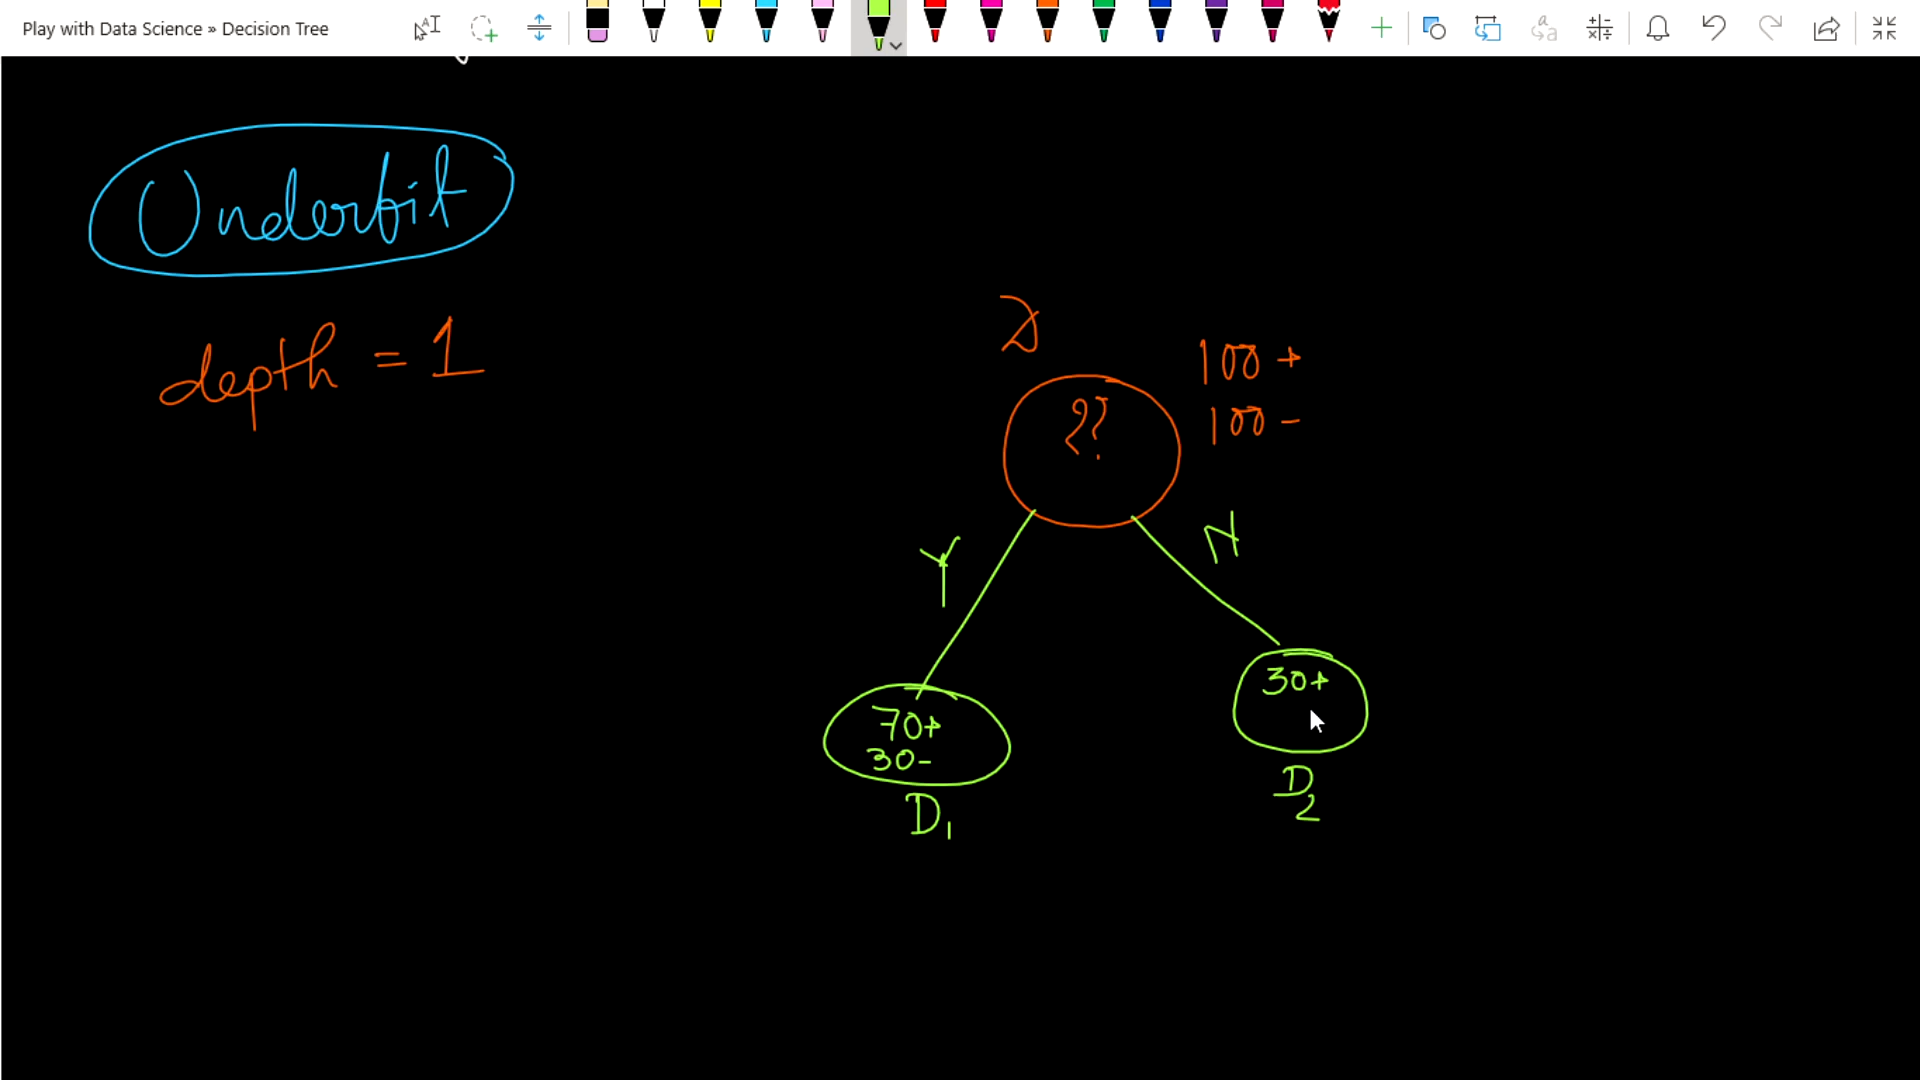 Play with Data Science » Decision Tree
Underfit
depth = 1
D
100 +
100 -
??
Y
N
70+
30-
D1
30+
D2